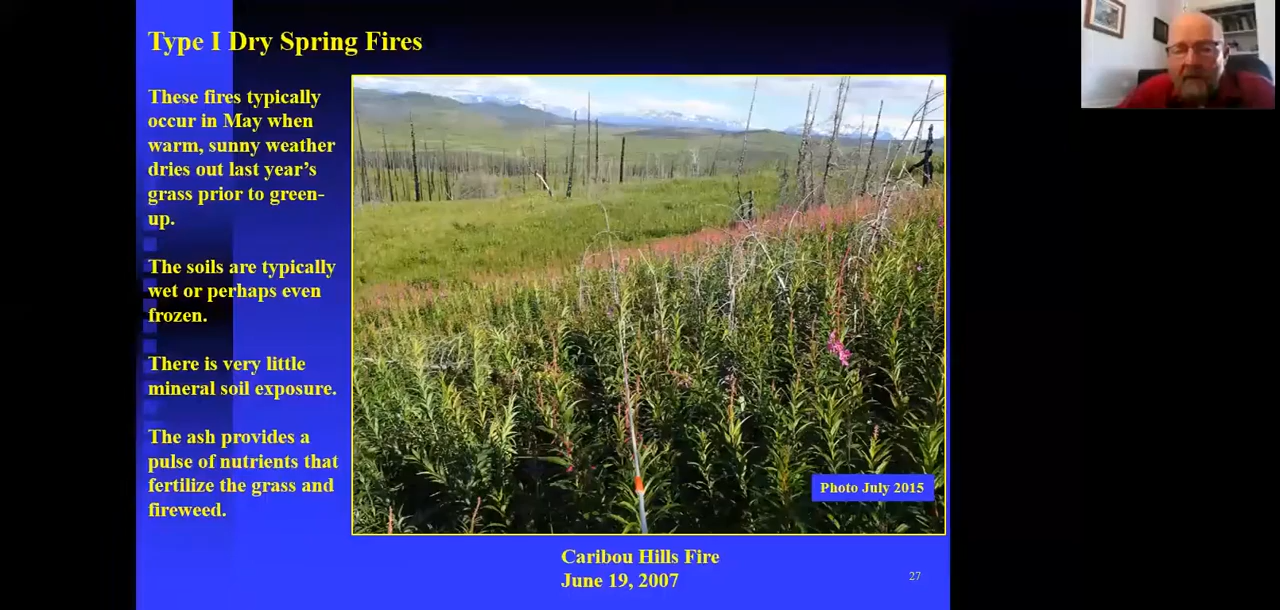 Type I Dry Spring Fires
These fires typically
occur in May when
warm, sunny weather
dries out last year’s
grass prior to green-
up.
The soils are typically
wet or perhaps even
frozen.
There is very little
mineral soil exposure.
The ash provides a
pulse of nutrients that
fertilize the grass and
fireweed.
Photo July 2015
Caribou Hills Fire
June 19, 2007
27